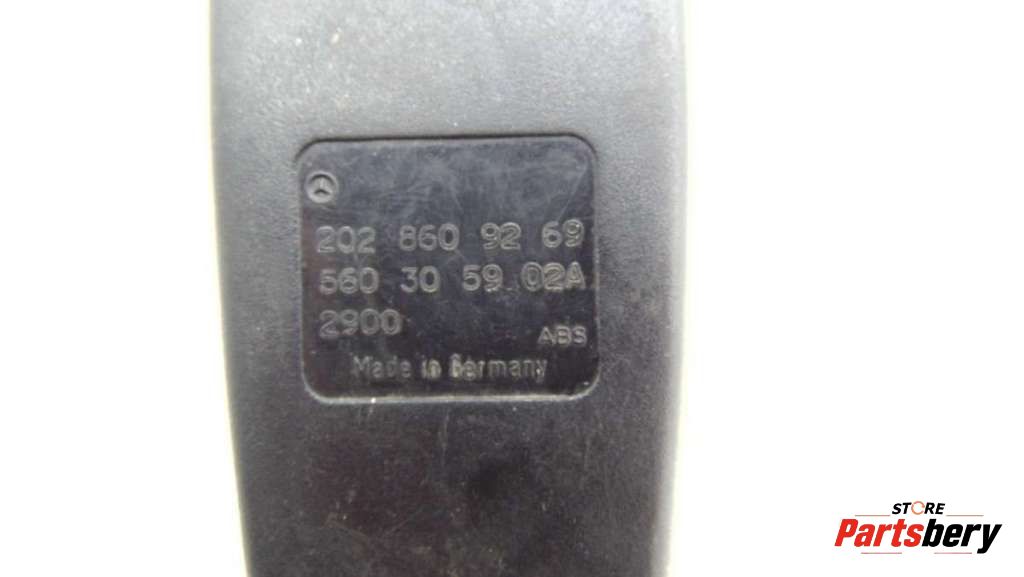 202 860 92 69
560 30 59 02A
2900
ABS
Made in Germany
STORE
Partsbery